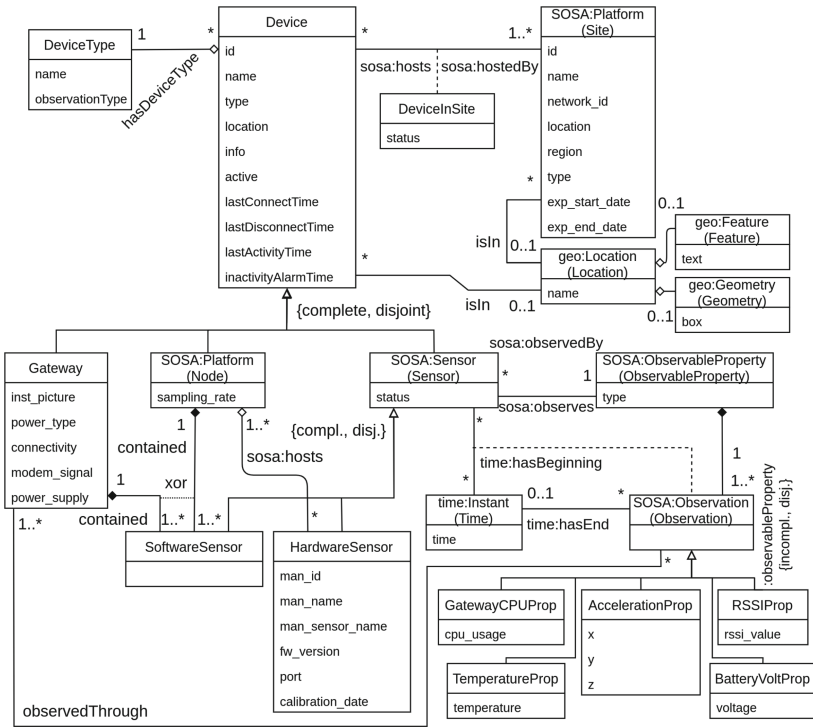 Device
id
name
type
location
info
active
lastConnectTime
lastDisconnectTime
lastActivityTime
inactivityAlarmTime
DeviceType
name
observationType
1
*
hasDeviceType
*
1..*
sosa:hosts
sosa:hostedBy
DeviceInSite
status
SOSA:Platform
(Site)
id
name
network_id
location
region
type
exp_start_date
exp_end_date
*
isIn
0..1
geo:Location
(Location)
name
0..1
geo:Feature
(Feature)
text
geo:Geometry
(Geometry)
box
0..1
*
isIn
0..1
{complete, disjoint}
Gateway
inst_picture
power_type
connectivity
modem_signal
power_supply
SOSA:Platform
(Node)
sampling_rate
SOSA:Sensor
(Sensor)
status
sosa:observedBy
*
1
sosa:observes
SOSA:ObservableProperty
(ObservableProperty)
type
1
contained
1..*
sosa:hosts
{compl., disj.}
xor
1
contained
1..*
1..*
*
1..*
SoftwareSensor
HardwareSensor
man_id
man_name
man_sensor_name
fw_version
port
calibration_date
*
*
time:hasBeginning
1
1..*
time:Instant
(Time)
time
0..1
*
time:hasEnd
SOSA:Observation
(Observation)
*
:observableProperty
{incompl., disj.}
GatewayCPUProp
cpu_usage
AccelerationProp
x
y
z
RSSIProp
rssi_value
TemperatureProp
temperature
BatteryVoltProp
voltage
observedThrough